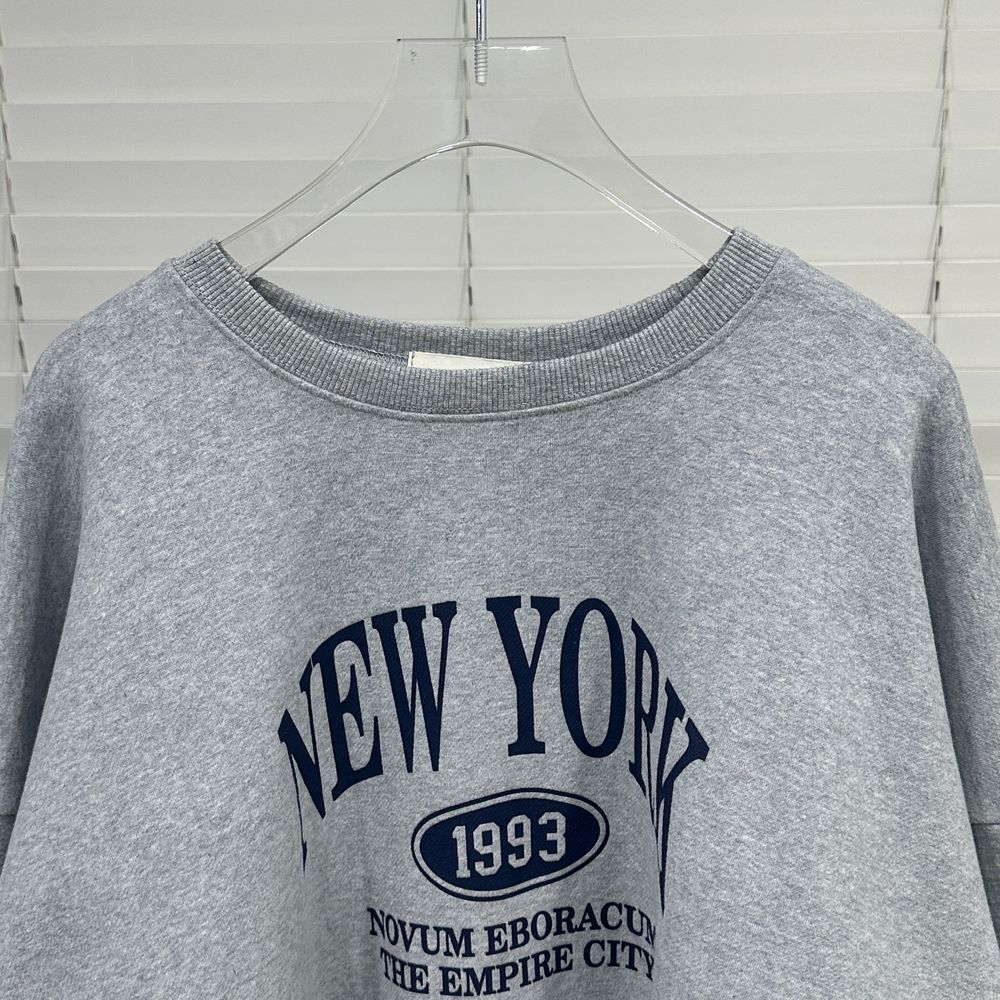 NEW YORK
1993
NOVUM EBORACUM
THE EMPIRE CITY